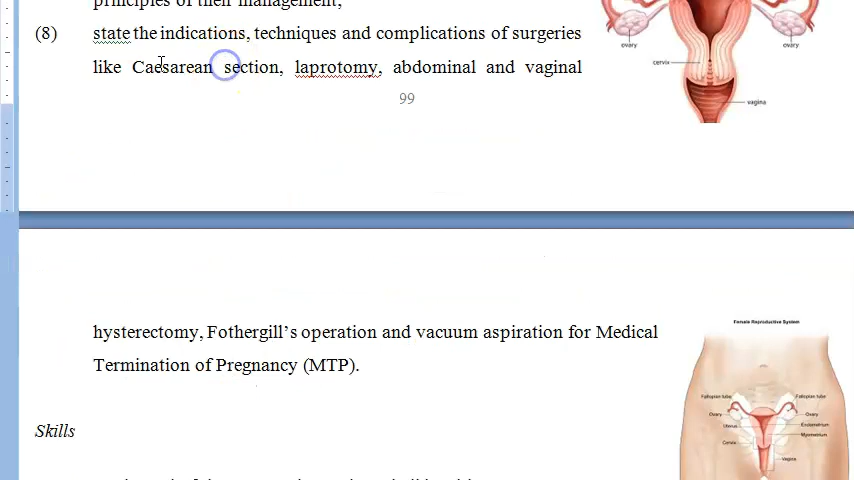 principles of their management;
(8) state the indications, techniques and complications of surgeries
like Caesarean section, laprotomy, abdominal and vaginal
99
ovary ovary
cervix
vagina
hysterectomy, Fothergill's operation and vacuum aspiration for Medical
Termination of Pregnancy (MTP).
Skills
Female Reproductive System
Fallopian tube Fallopian tube
Ovary Ovary
Uterus Endometrium
Myometrium
Cervix
Vagina